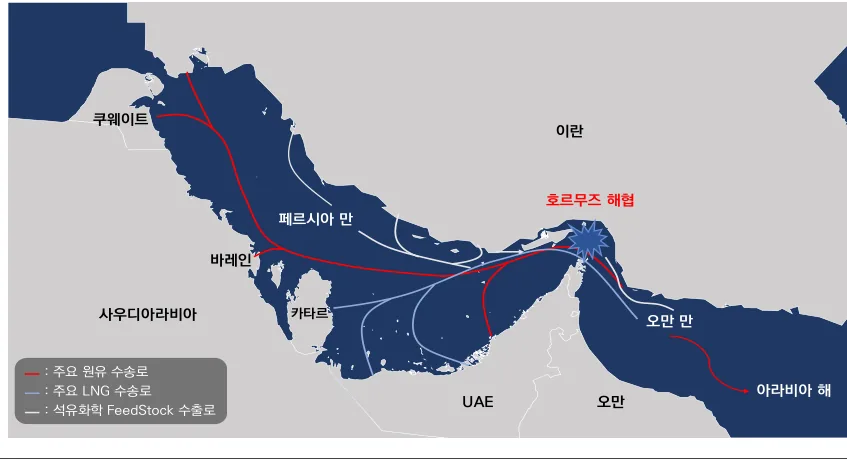 쿠웨이트
이란
호르무즈 해협
페르시아 만
바레인
사우디아라비아
카타르
오만 만
: 주요 원유 수송로
: 주요 LNG 수송로
: 석유화학 FeedStock 수출로
아라비아 해
UAE
오만